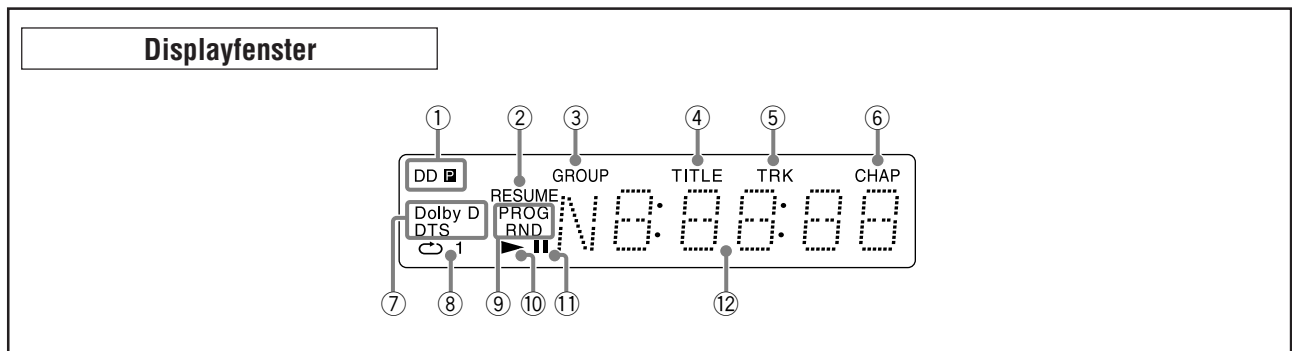 Displayfenster
① ② ③ ④ ⑤ ⑥
DD P GROUP TITLE TRK CHAP
RESUME
Dolby D PROG
DTS RND
1
⑦ ⑧ ⑨ ⑩ ⑪ ⑫